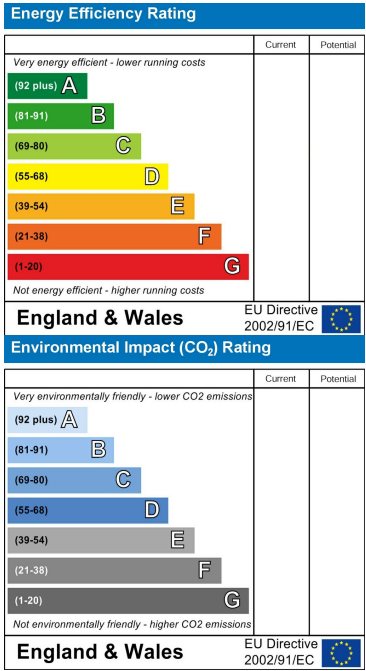 Energy Efficiency Rating
Current Potential
Very energy efficient - lower running costs
(92 plus) A
(81-91) B
(69-80) C
(55-68) D
(39-54) E
(21-38) F
(1-20) G
Not energy efficient - higher running costs
England & Wales
EU Directive
2002/91/EC
Environmental Impact (CO₂) Rating
Current Potential
Very environmentally friendly - lower CO2 emissions
(92 plus) A
(81-91) B
(69-80) C
(55-68) D
(39-54) E
(21-38) F
(1-20) G
Not environmentally friendly - higher CO2 emissions
England & Wales
EU Directive
2002/91/EC